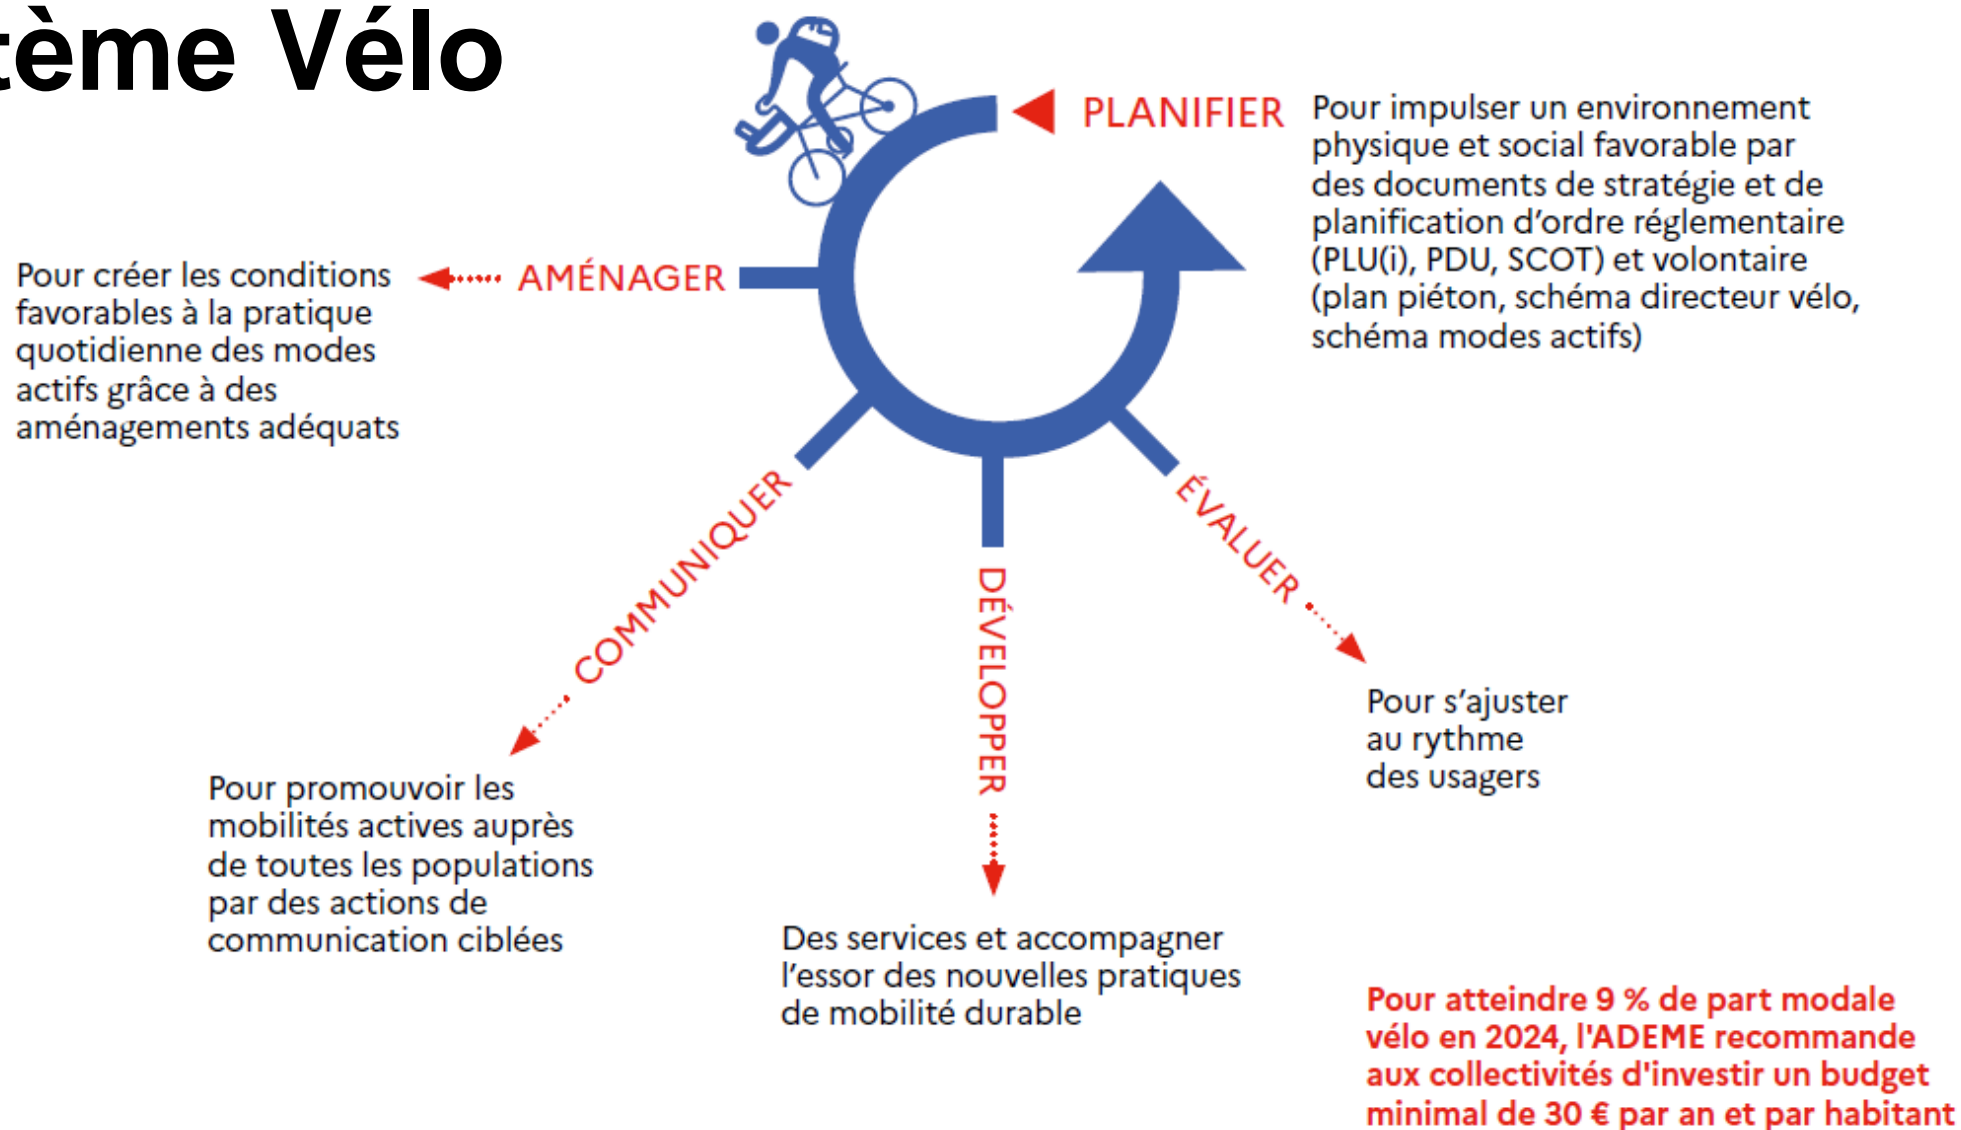 tème Vélo
PLANIFIER
Pour impulser un environnement
physique et social favorable par
des documents de stratégie et de
planification d’ordre réglementaire
(PLU(i), PDU, SCOT) et volontaire
(plan piéton, schéma directeur vélo,
schéma modes actifs)
AMÉNAGER
Pour créer les conditions
favorables à la pratique
quotidienne des modes
actifs grâce à des
aménagements adéquats
COMMUNIQUER
Pour promouvoir les
mobilités actives auprès
de toutes les populations
par des actions de
communication ciblées
DÉVELOPPER
Des services et accompagner
l’essor des nouvelles pratiques
de mobilité durable
ÉVALUER
Pour s’ajuster
au rythme
des usagers
Pour atteindre 9 % de part modale
vélo en 2024, l'ADEME recommande
aux collectivités d'investir un budget
minimal de 30 € par an et par habitant